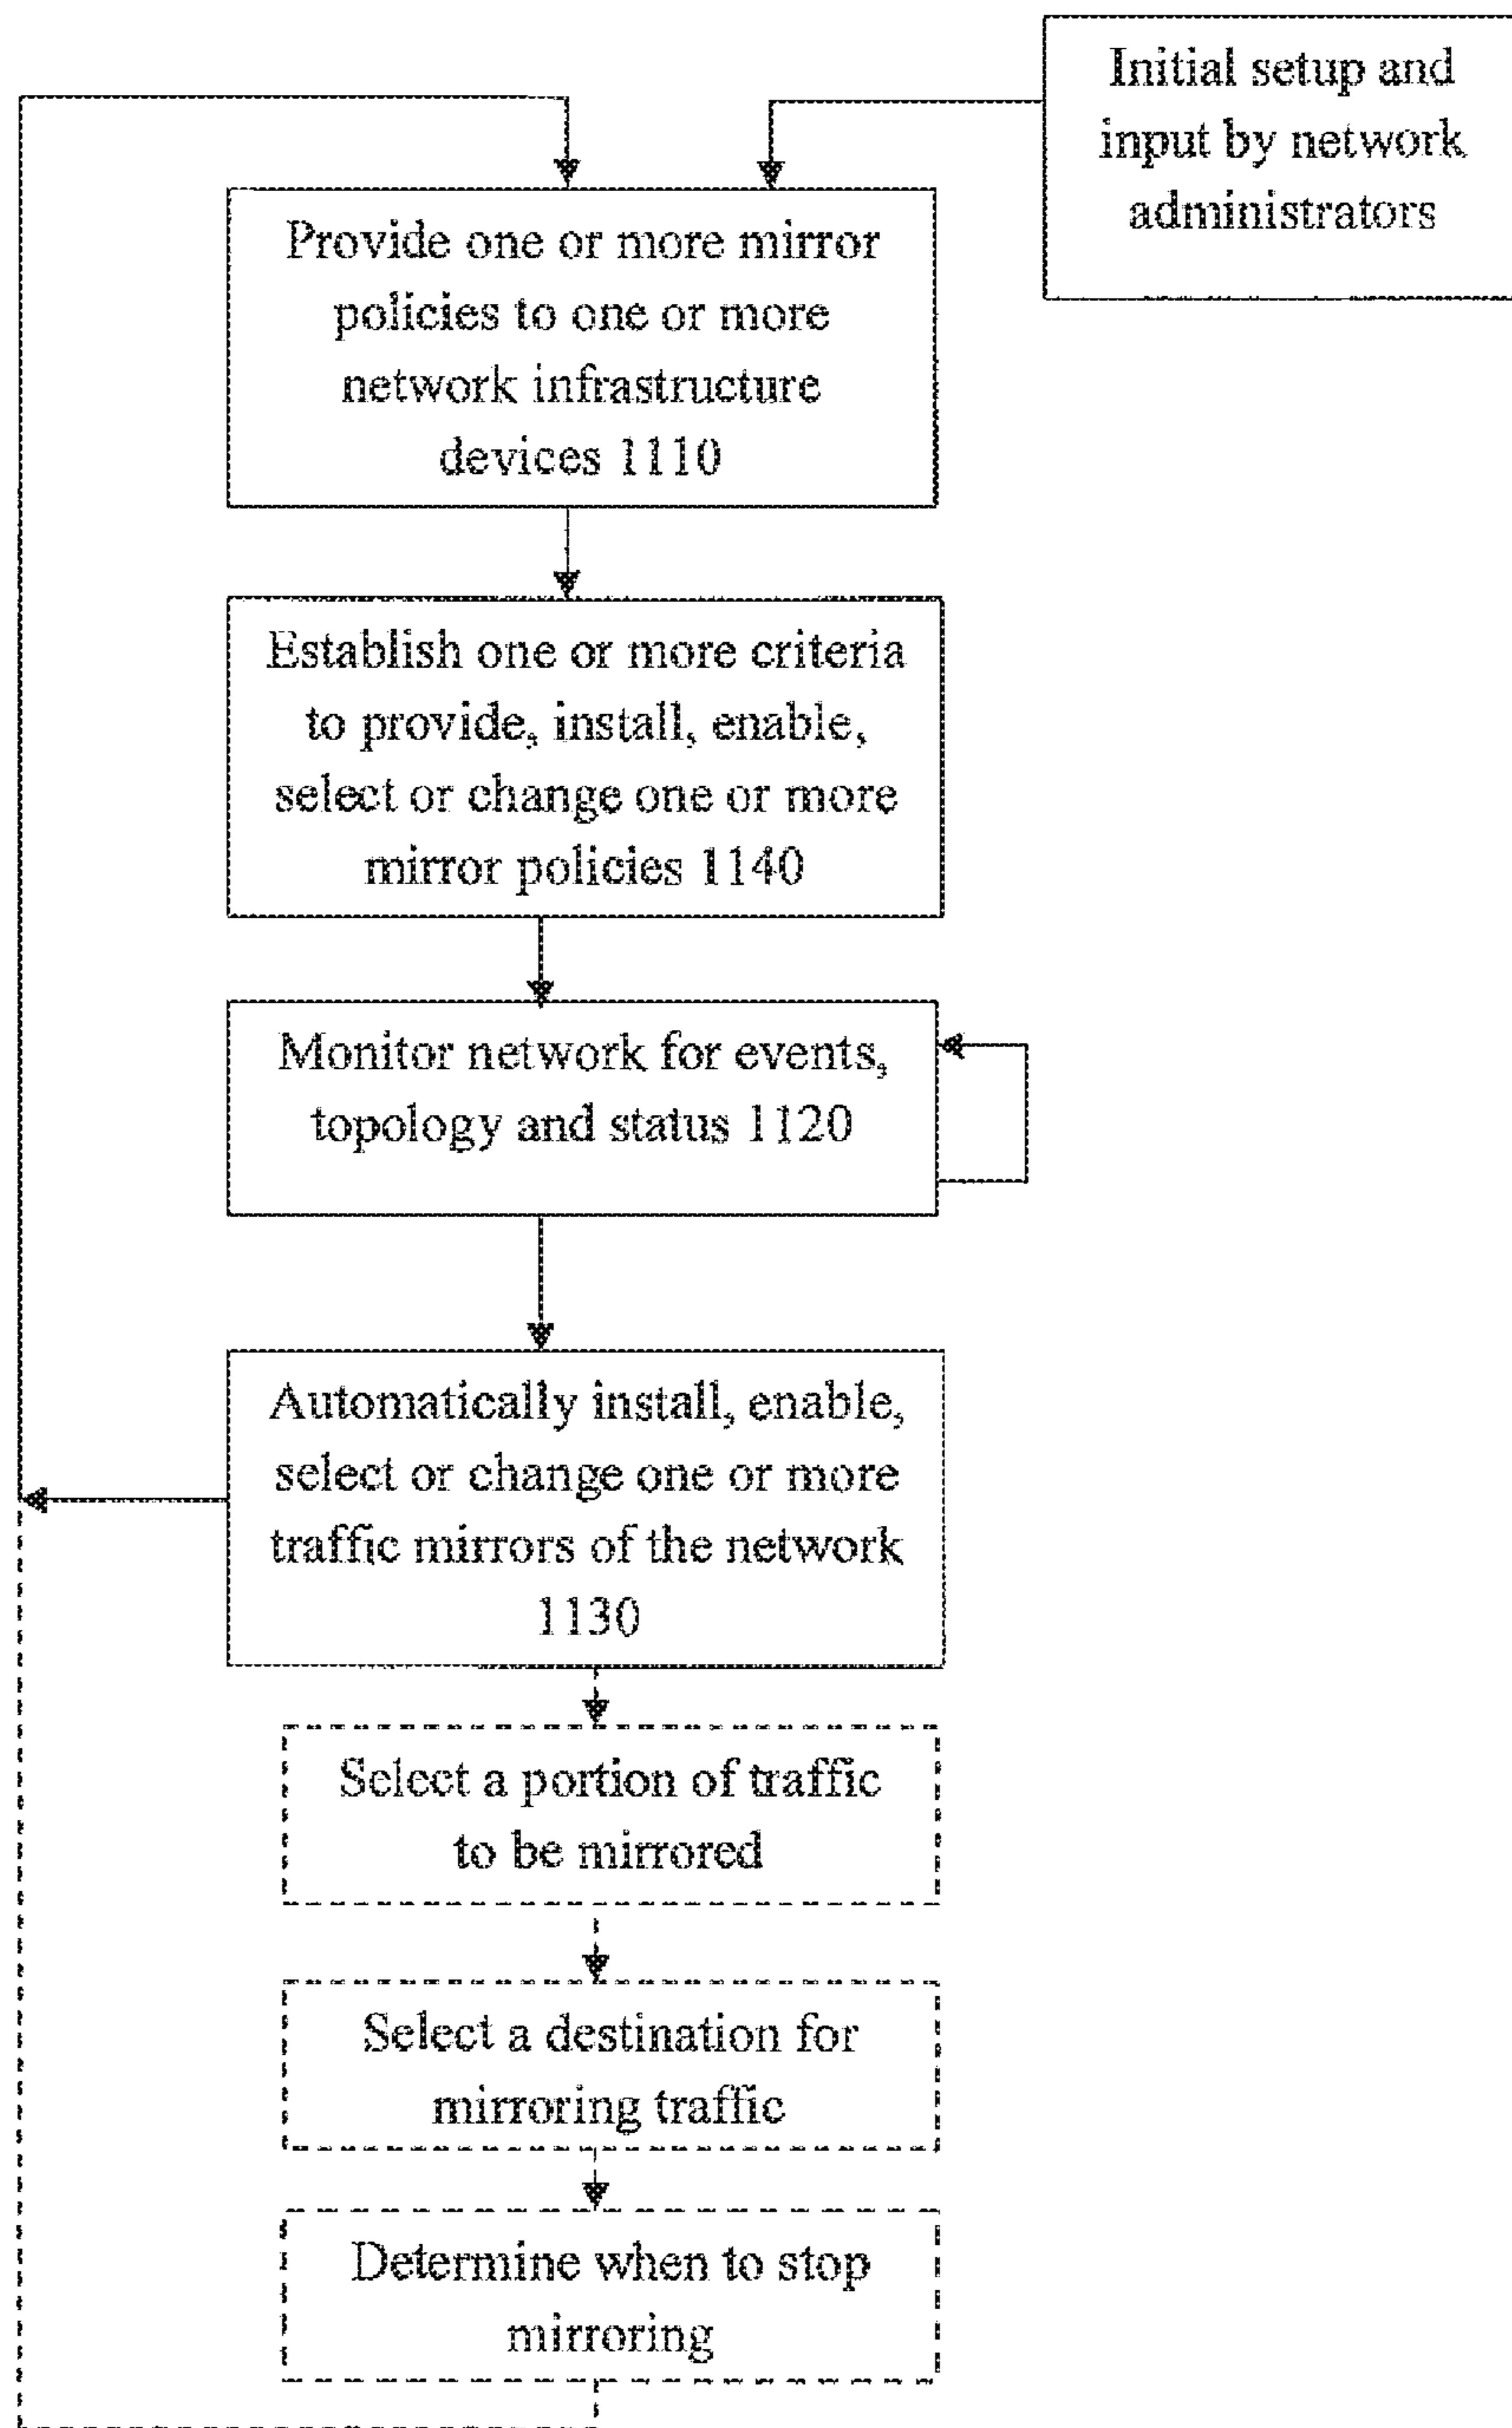 Initial setup and
input by network
administrators
Provide one or more mirror
policies to one or more
network infrastructure
devices 1110
Establish one or more criteria
to provide, install, enable,
select or change one or more
mirror policies 1140
Monitor network for events,
topology and status 1120
Automatically install, enable,
select or change one or more
traffic mirrors of the network
1130
Select a portion of traffic
to be mirrored
Select a destination for
mirroring traffic
Determine when to stop
mirroring